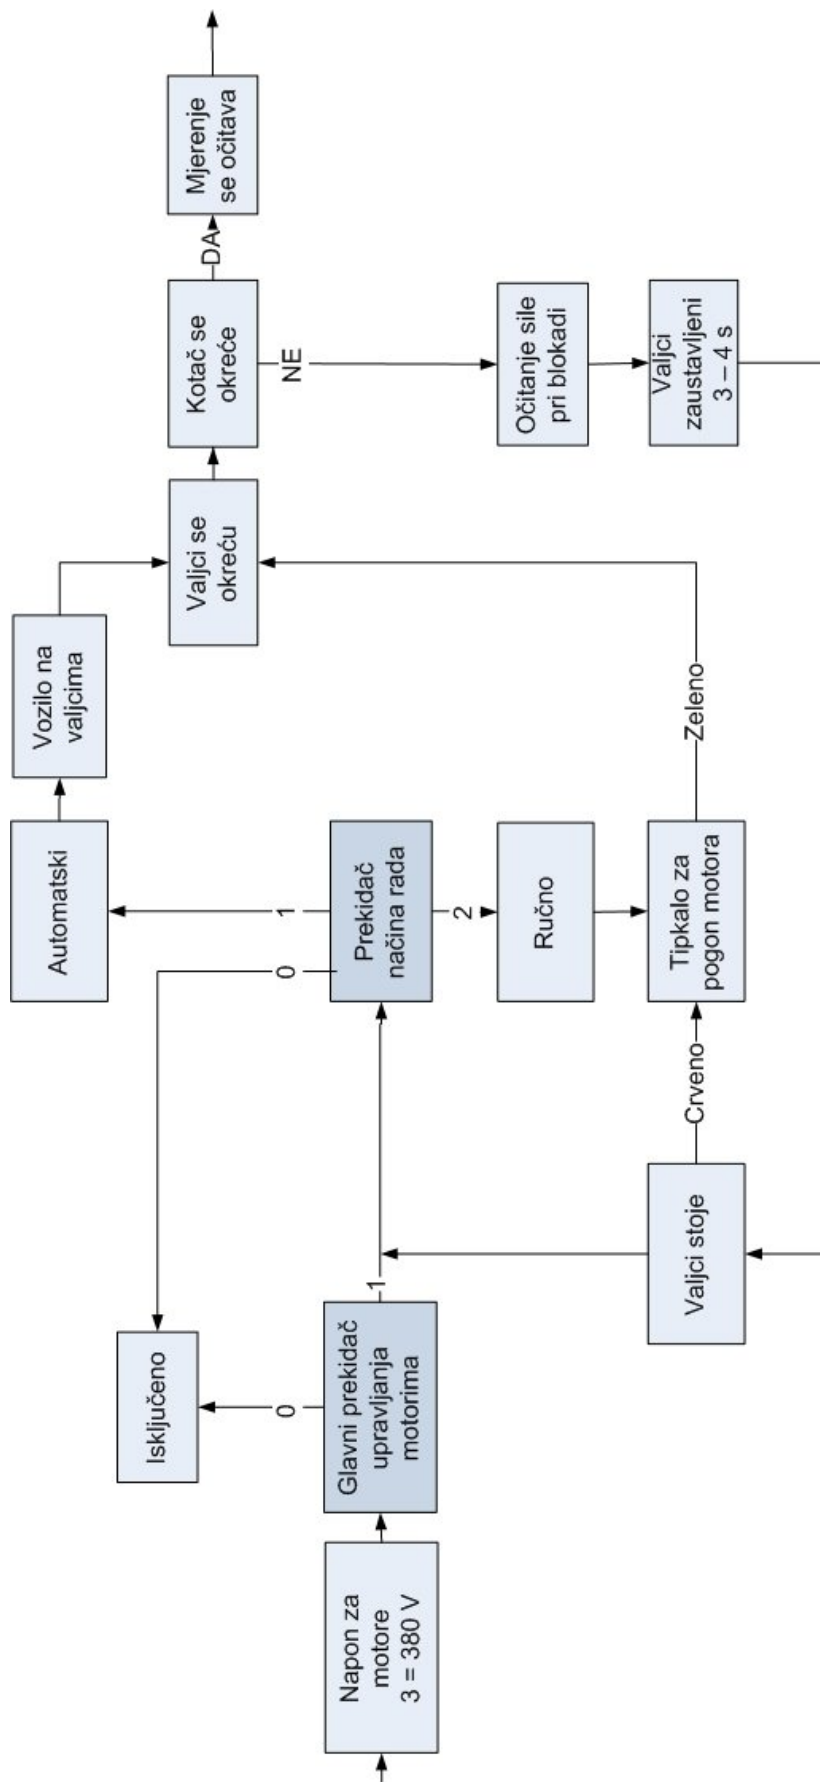 Napon za
motore
3 = 380 V
Glavni prekidač
upravljanja
motorima
0
Isključeno
1
Prekidač
načina rada
0
1
Automatski
Vozilo na
valjcima
2
Ručno
Tipkalo za
pogon motora
Zeleno
Crveno
Valjci stoje
Valjci se
okreću
Kotač se
okreće
DA
Mjerenje
se očitava
NE
Očitanje sile
pri blokadi
Valjci
zaustavljeni
3 – 4 s